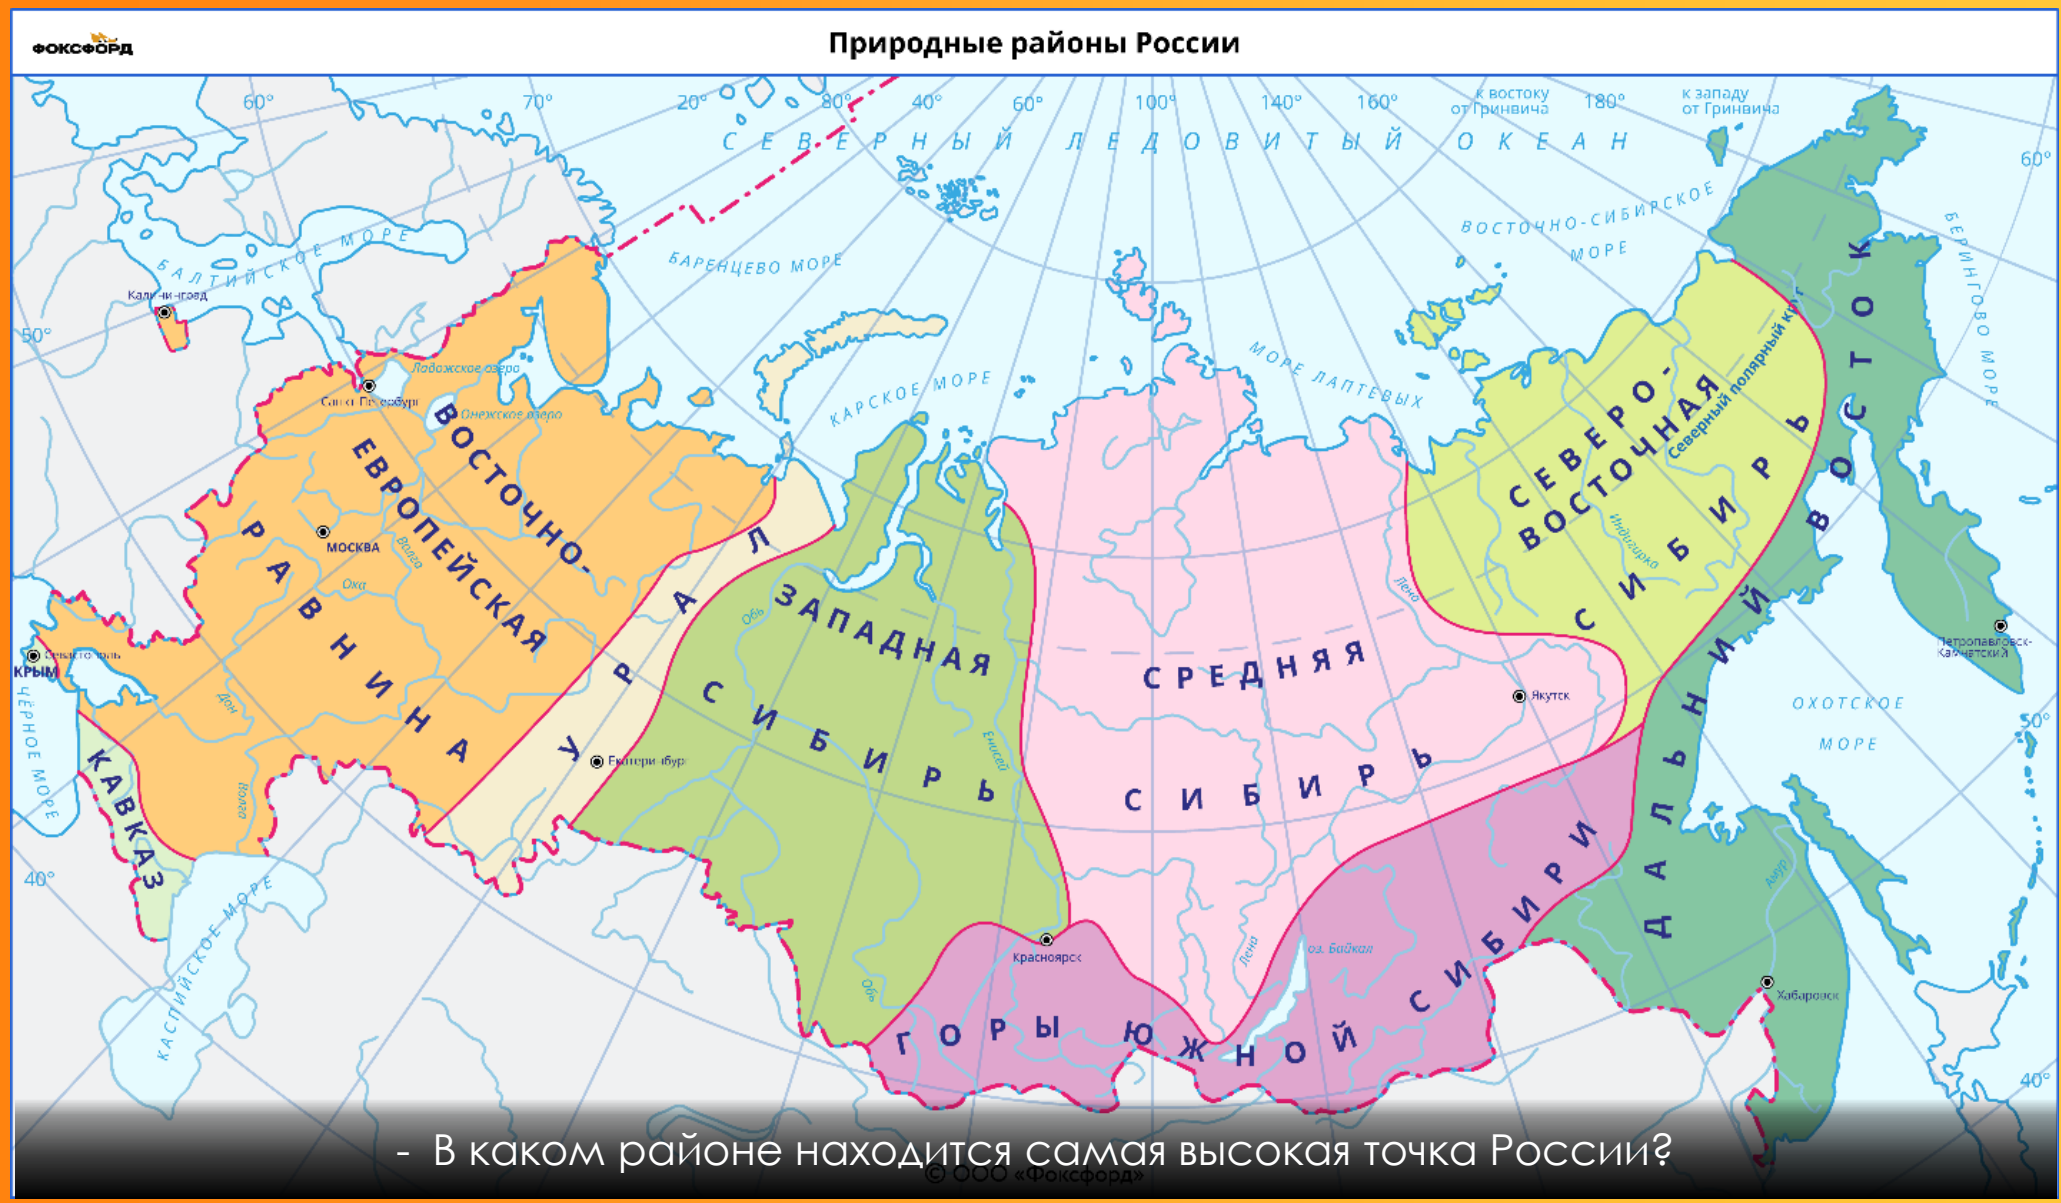 ФОКСФОРД
Природные районы России
60°
70°
20°
80°
40°
60°
100°
140°
160°
к востоку
от Гринвича
180°
к западу
от Гринвича
СЕВЕРНЫЙ ЛЕДОВИТЫЙ ОКЕАН
60°
ВОСТОЧНО-СИБИРСКОЕ
МОРЕ
БЕРИНГОВО МОРЕ
БАРЕНЦЕВО МОРЕ
БАЛТИЙСКОЕ МОРЕ
Калининград
50°
КАРСКОЕ МОРЕ
МОРЕ ЛАПТЕВЫХ
Северный полярный круг
Ладожское озеро
Санкт-Петербург
Онежское озеро
ВОСТОЧНО-
ЕВРОПЕЙСКАЯ
РАВНИНА
МОСКВА
Волга
Ока
Севастополь
КРЫМ
ЧЁРНОЕ МОРЕ
Дон
Волга
КАВКАЗ
40°
КАСПИЙСКОЕ МОРЕ
УРАЛ
Екатеринбург
ЗАПАДНАЯ
СИБИРЬ
Обь
Енисей
Обь
Красноярск
СРЕДНЯЯ
СИБИРЬ
Лена
Якутск
Лена
оз. Байкал
СЕВЕРО-
ВОСТОЧНАЯ
СИБИРЬ
Индигирка
ДАЛЬНИЙ ВОСТОК
Петропавловск-
Камчатский
ОХОТСКОЕ
МОРЕ
50°
Амур
Хабаровск
ГОРЫ ЮЖНОЙ СИБИРИ
40°
- В каком районе находится самая высокая точка России?
© ООО «Фоксфорд»